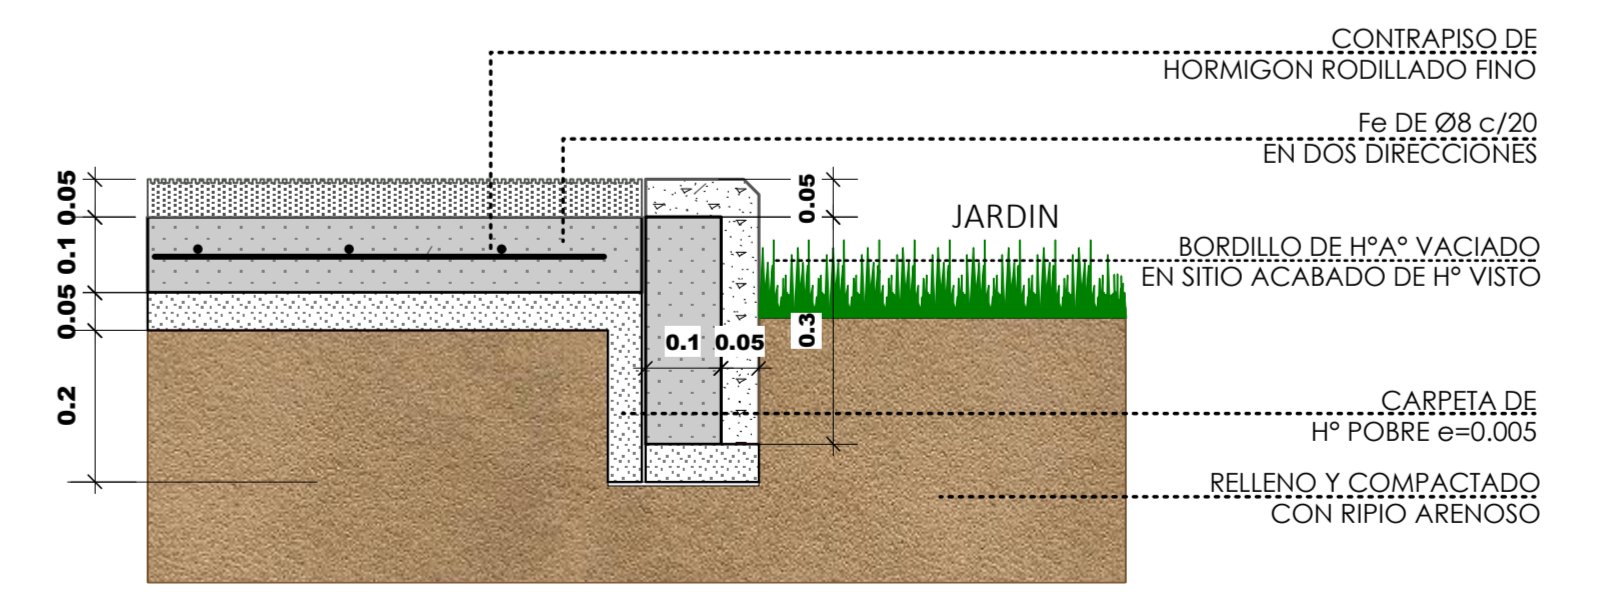 CONTRAPISO DE
HORMIGON RODILLADO FINO
Fe DE Ø8 c/20
EN DOS DIRECCIONES
0.05
0.05
JARDIN
0.1
BORDILLO DE H°A° VACIADO
EN SITIO ACABADO DE H° VISTO
0.05
0.3
0.1
0.05
0.2
CARPETA DE
H° POBRE e=0.005
RELLENO Y COMPACTADO
CON RIPIO ARENOSO